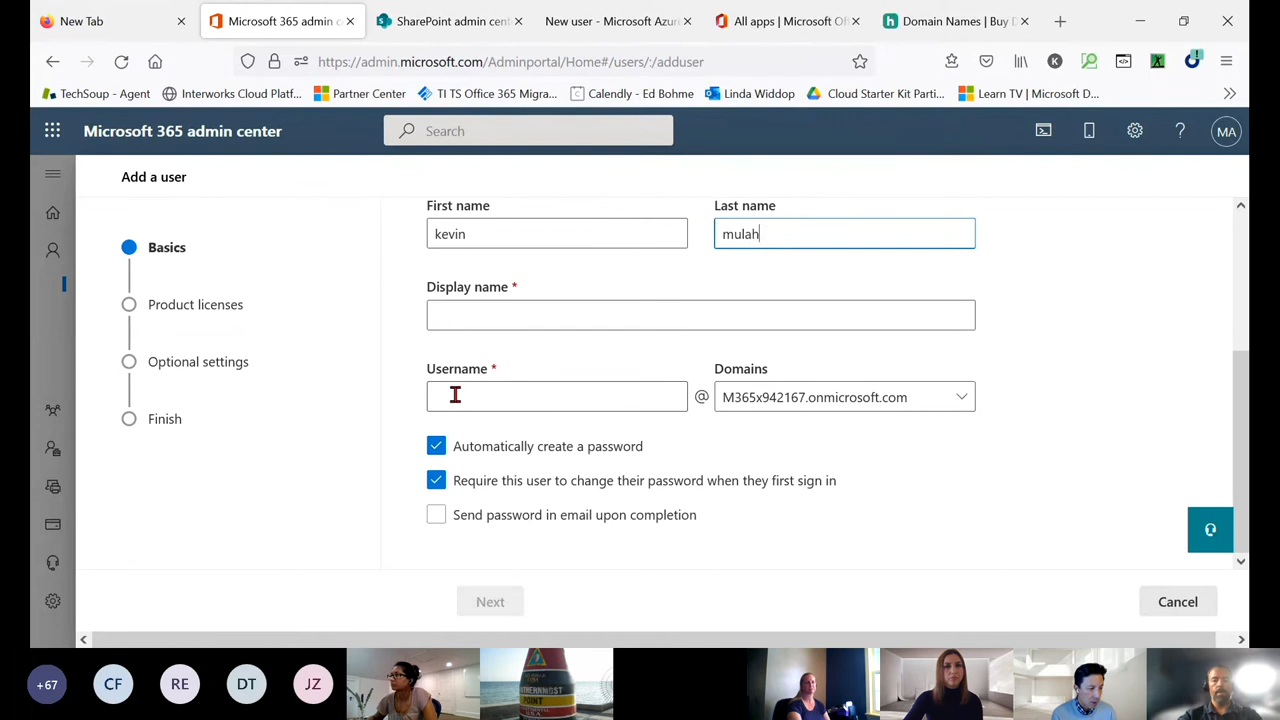 New Tab
Microsoft 365 admin c
SharePoint admin cent
New user - Microsoft Azure
All apps | Microsoft Of
Domain Names | Buy D
https://admin.microsoft.com/Adminportal/Home#/users/:/adduser
K
TechSoup - Agent
Interworks Cloud Platf...
Partner Center
TI TS Office 365 Migra...
Calendly - Ed Bohme
Linda Widdop
Cloud Starter Kit Parti...
Learn TV | Microsoft D...
Microsoft 365 admin center
Search
MA
Add a user
Basics
Product licenses
Optional settings
Finish
First name
Last name
kevin
mulah
Display name *
Username *
Domains
@
M365x942167.onmicrosoft.com
Automatically create a password
Require this user to change their password when they first sign in
Send password in email upon completion
Next
Cancel
+67
CF
RE
DT
JZ
SOUTHERNMOST
POINT